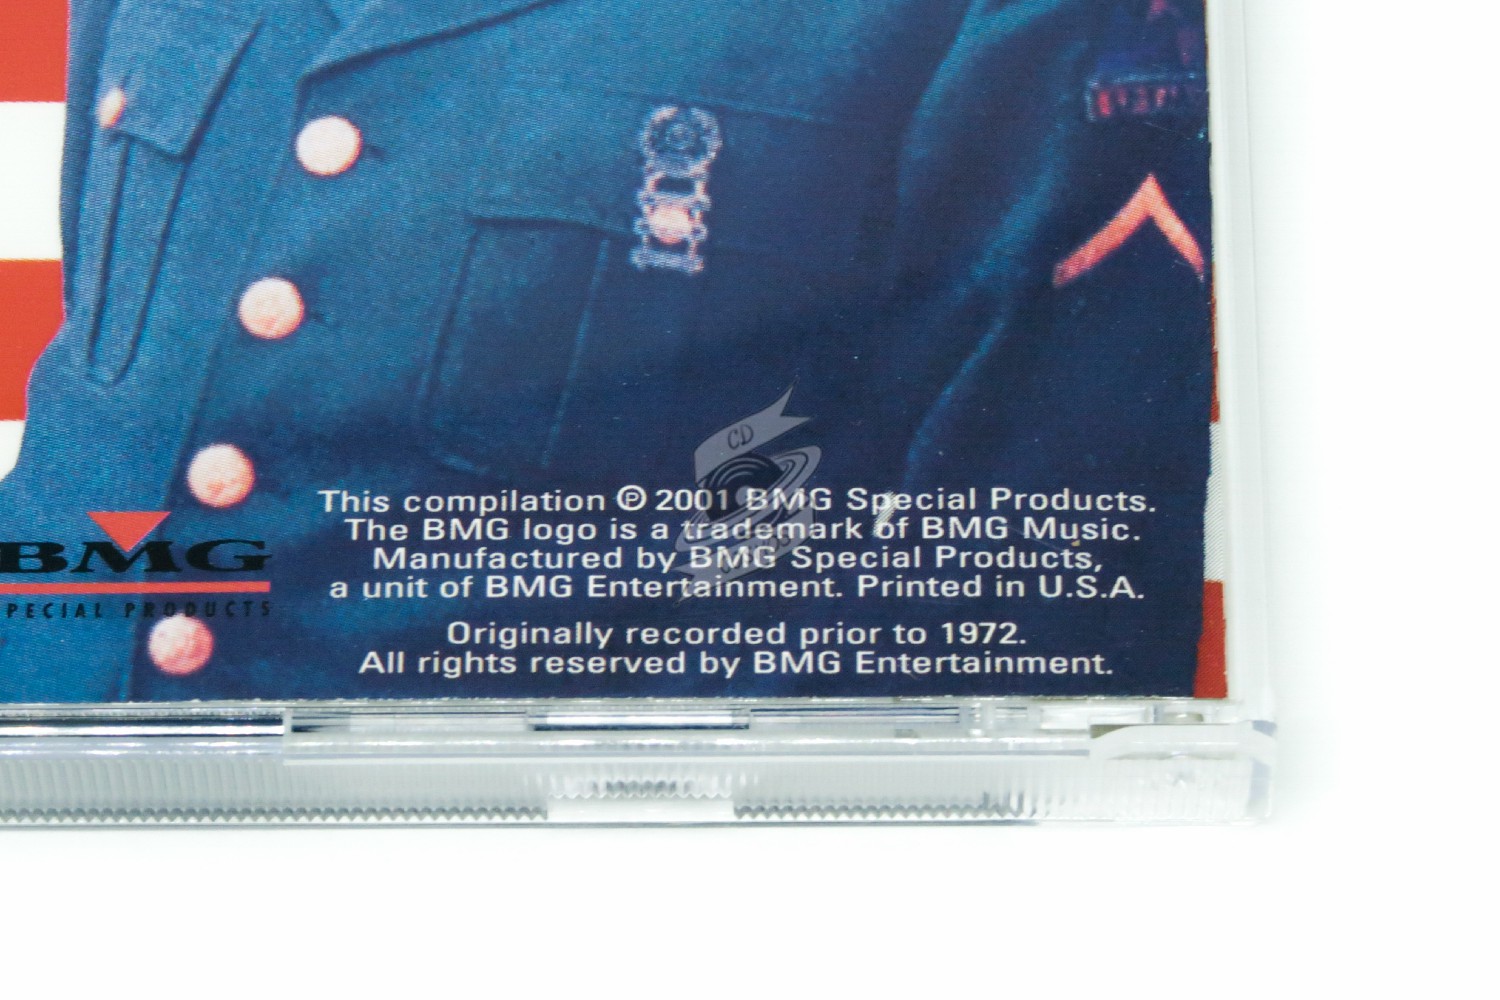 CD
This compilation ℗ 2001 BMG Special Products.
The BMG logo is a trademark of BMG Music.
Manufactured by BMG Special Products,
a unit of BMG Entertainment. Printed in U.S.A.
Originally recorded prior to 1972.
All rights reserved by BMG Entertainment.
BMG
PECIAL PRODUCTS